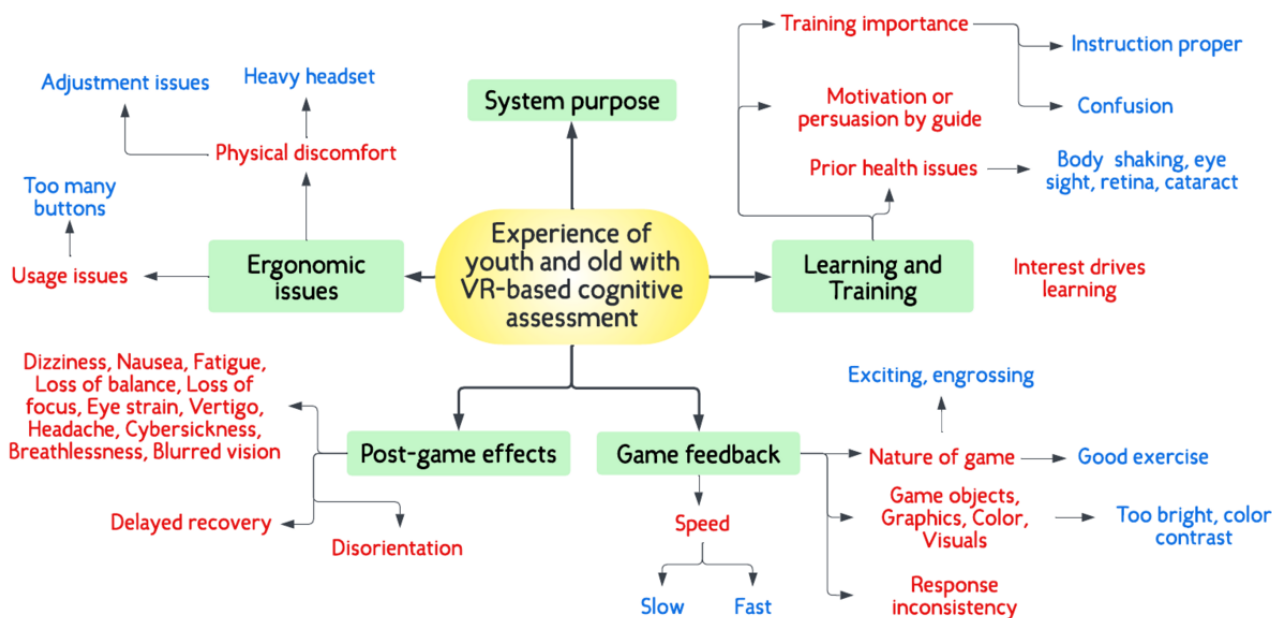 Training importance
Instruction proper
Confusion
Motivation or
persuasion by guide
Prior health issues
Body shaking, eye
sight, retina, cataract
Learning and
Training
Interest drives
learning
System purpose
Heavy headset
Adjustment issues
Physical discomfort
Too many
buttons
Usage issues
Ergonomic
issues
Experience of
youth and old with
VR-based cognitive
assessment
Dizziness, Nausea, Fatigue,
Loss of balance, Loss of
focus, Eye strain, Vertigo,
Headache, Cybersickness,
Breathlessness, Blurred vision
Post-game effects
Delayed recovery
Disorientation
Game feedback
Exciting, engrossing
Nature of game
Good exercise
Game objects,
Graphics, Color,
Visuals
Too bright, color
contrast
Speed
Slow
Fast
Response
inconsistency